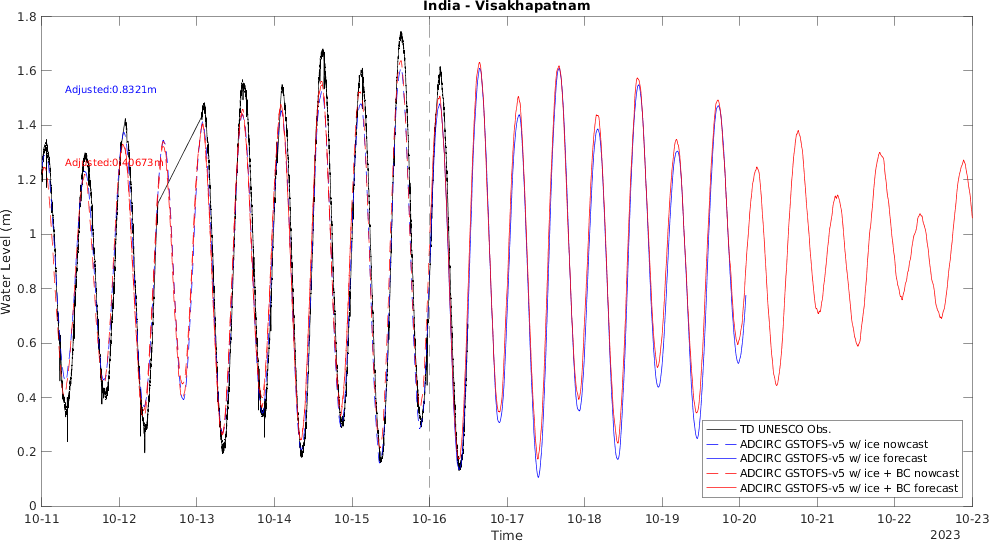 India - Visakhapatnam
1.8
1.6
1.4
1.2
1
0.8
0.6
0.4
0.2
0
Water Level (m)
Adjusted:0.8321m
Adjusted:0.40673m
TD UNESCO Obs.
ADCIRC GSTOFS-v5 w/ ice nowcast
ADCIRC GSTOFS-v5 w/ ice forecast
ADCIRC GSTOFS-v5 w/ ice + BC nowcast
ADCIRC GSTOFS-v5 w/ ice + BC forecast
10-11 10-12 10-13 10-14 10-15 10-16 10-17 10-18 10-19 10-20 10-21 10-22 10-23
Time
2023